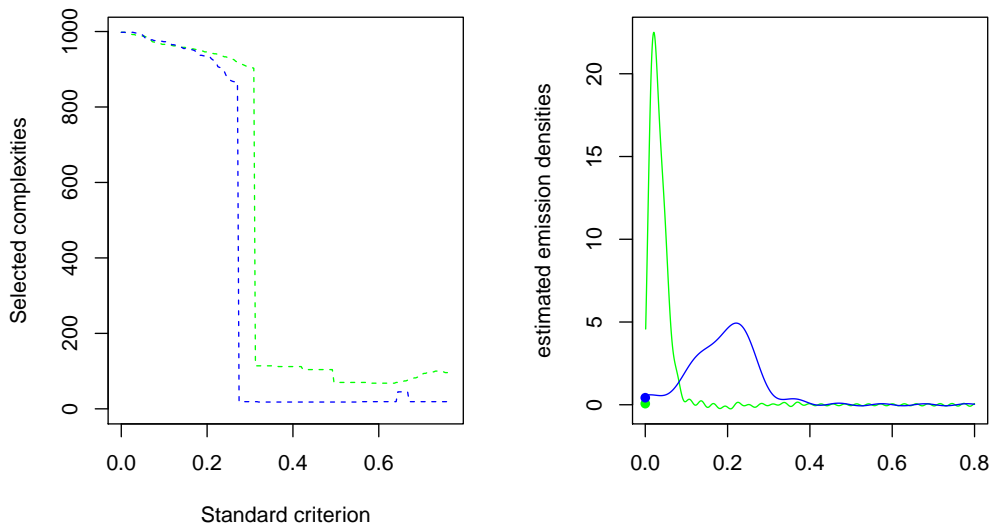 Selected complexities
1000
800
600
400
200
0
0.0 0.2 0.4 0.6
Standard criterion
estimated emission densities
20
15
10
5
0
0.0 0.2 0.4 0.6 0.8